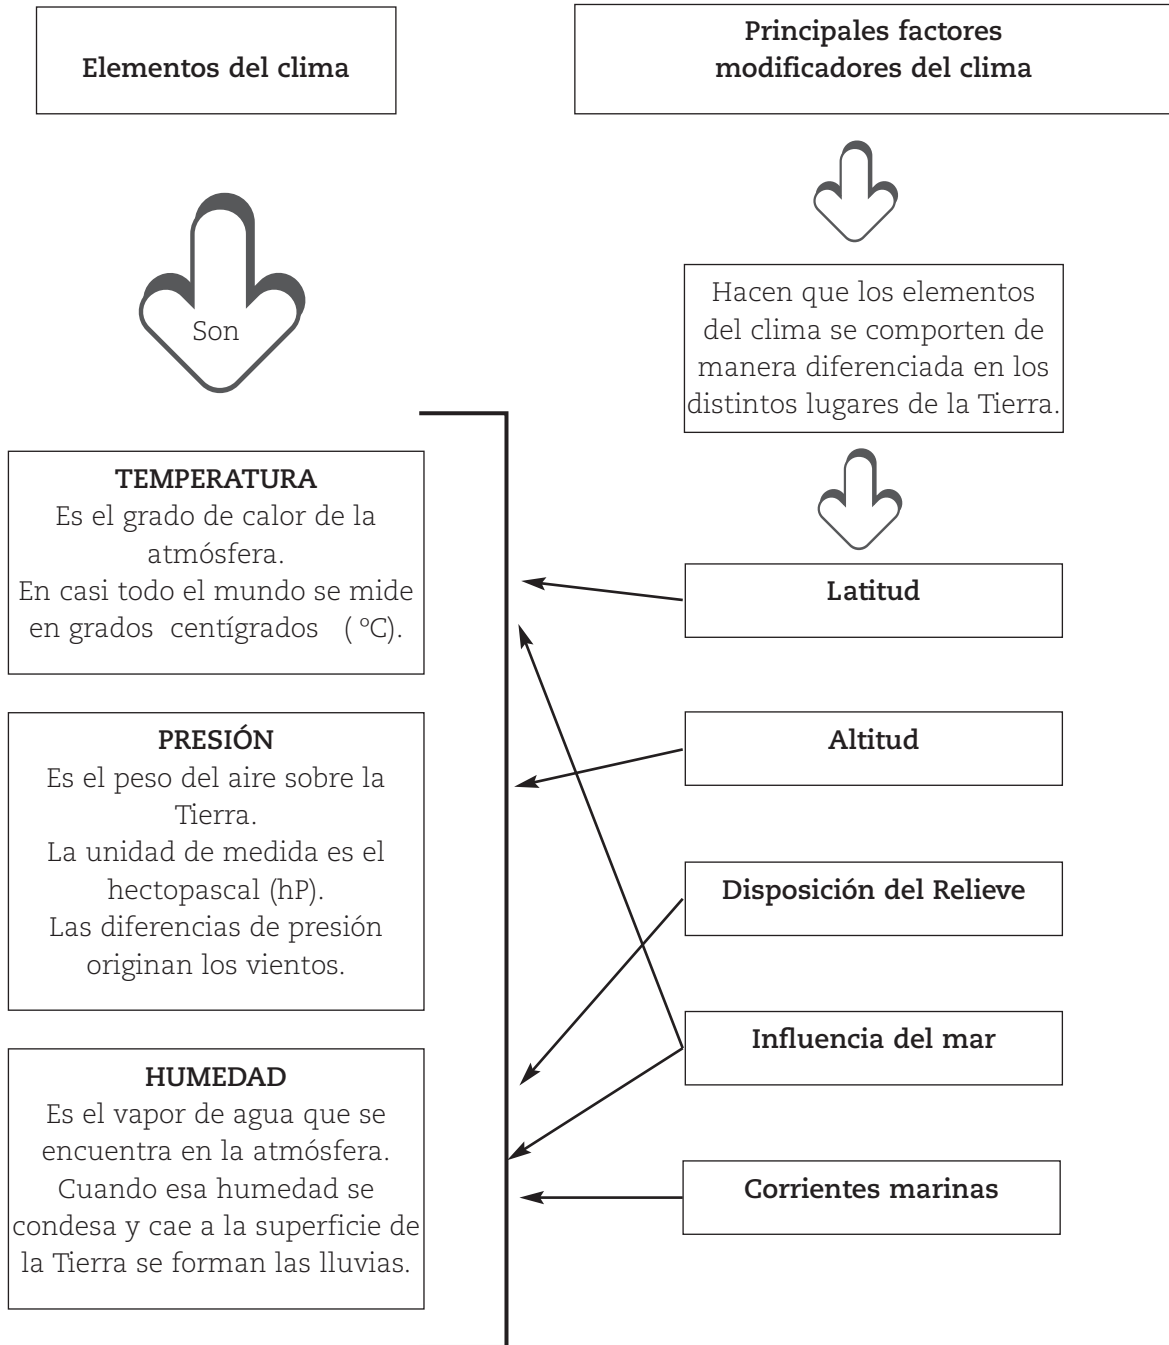 Elementos del clima
Son
TEMPERATURA
Es el grado de calor de la
atmósfera.
En casi todo el mundo se mide
en grados centígrados ( ºC).
PRESIÓN
Es el peso del aire sobre la
Tierra.
La unidad de medida es el
hectopascal (hP).
Las diferencias de presión
originan los vientos.
HUMEDAD
Es el vapor de agua que se
encuentra en la atmósfera.
Cuando esa humedad se
condesa y cae a la superficie de
la Tierra se forman las lluvias.
Principales factores
modificadores del clima
Hacen que los elementos
del clima se comporten de
manera diferenciada en los
distintos lugares de la Tierra.
Latitud
Altitud
Disposición del Relieve
Influencia del mar
Corrientes marinas